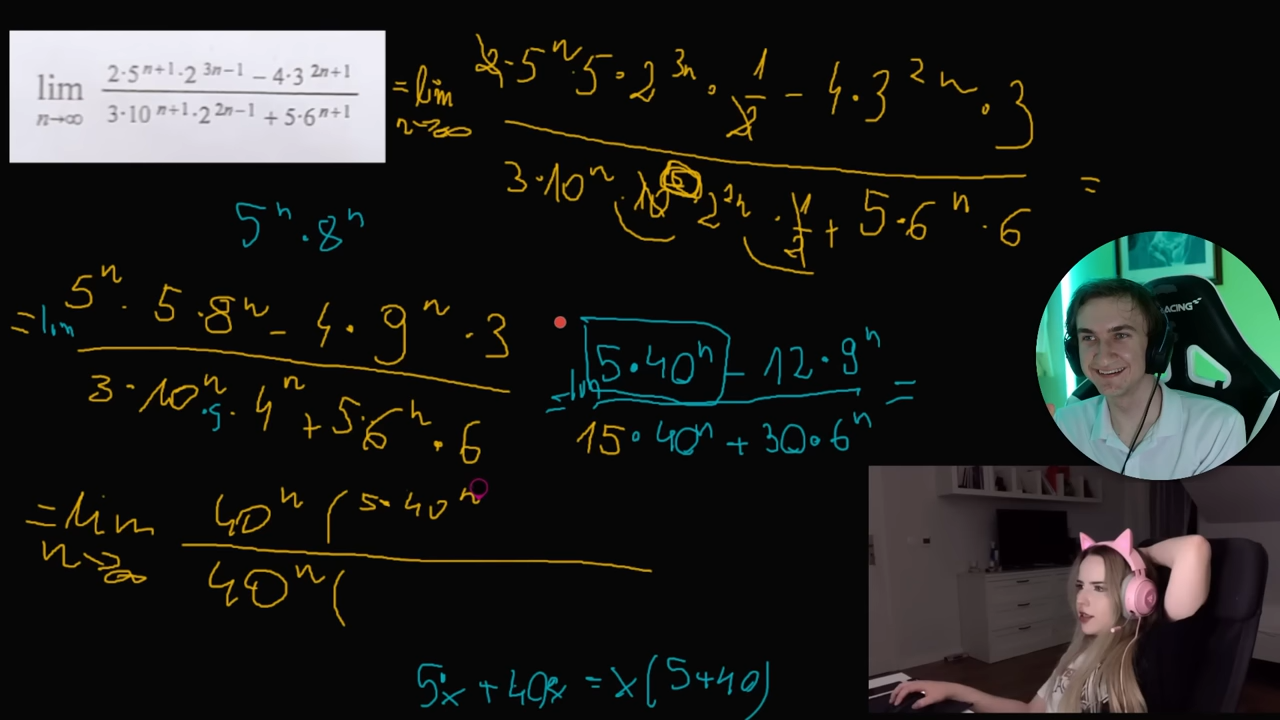 lim n→∞ (2·5^{n+1}·2^{3n−1} − 4·3^{2n+1}) / (3·10^{n+1}·2^{2n−1} + 5·6^{n+1})
= lim n→∞ (2·5^n·5·2^{3n}·1/2 − 4·3^{2n}·3) / (3·10^n·10 5 2^{2n}·1/2 + 5·6^n·6) =
5^n·8^n
= lim (5^n·5·8^n − 4·9^n·3) / (3·10^n·5·4^n + 5·6^n·6)
= lim (5·40^n − 12·9^n) / (15·40^n + 30·6^n) =
= lim n→∞ 40^n(5·40^n / 40^n(
5x + 40x = x(5+40)
RACING